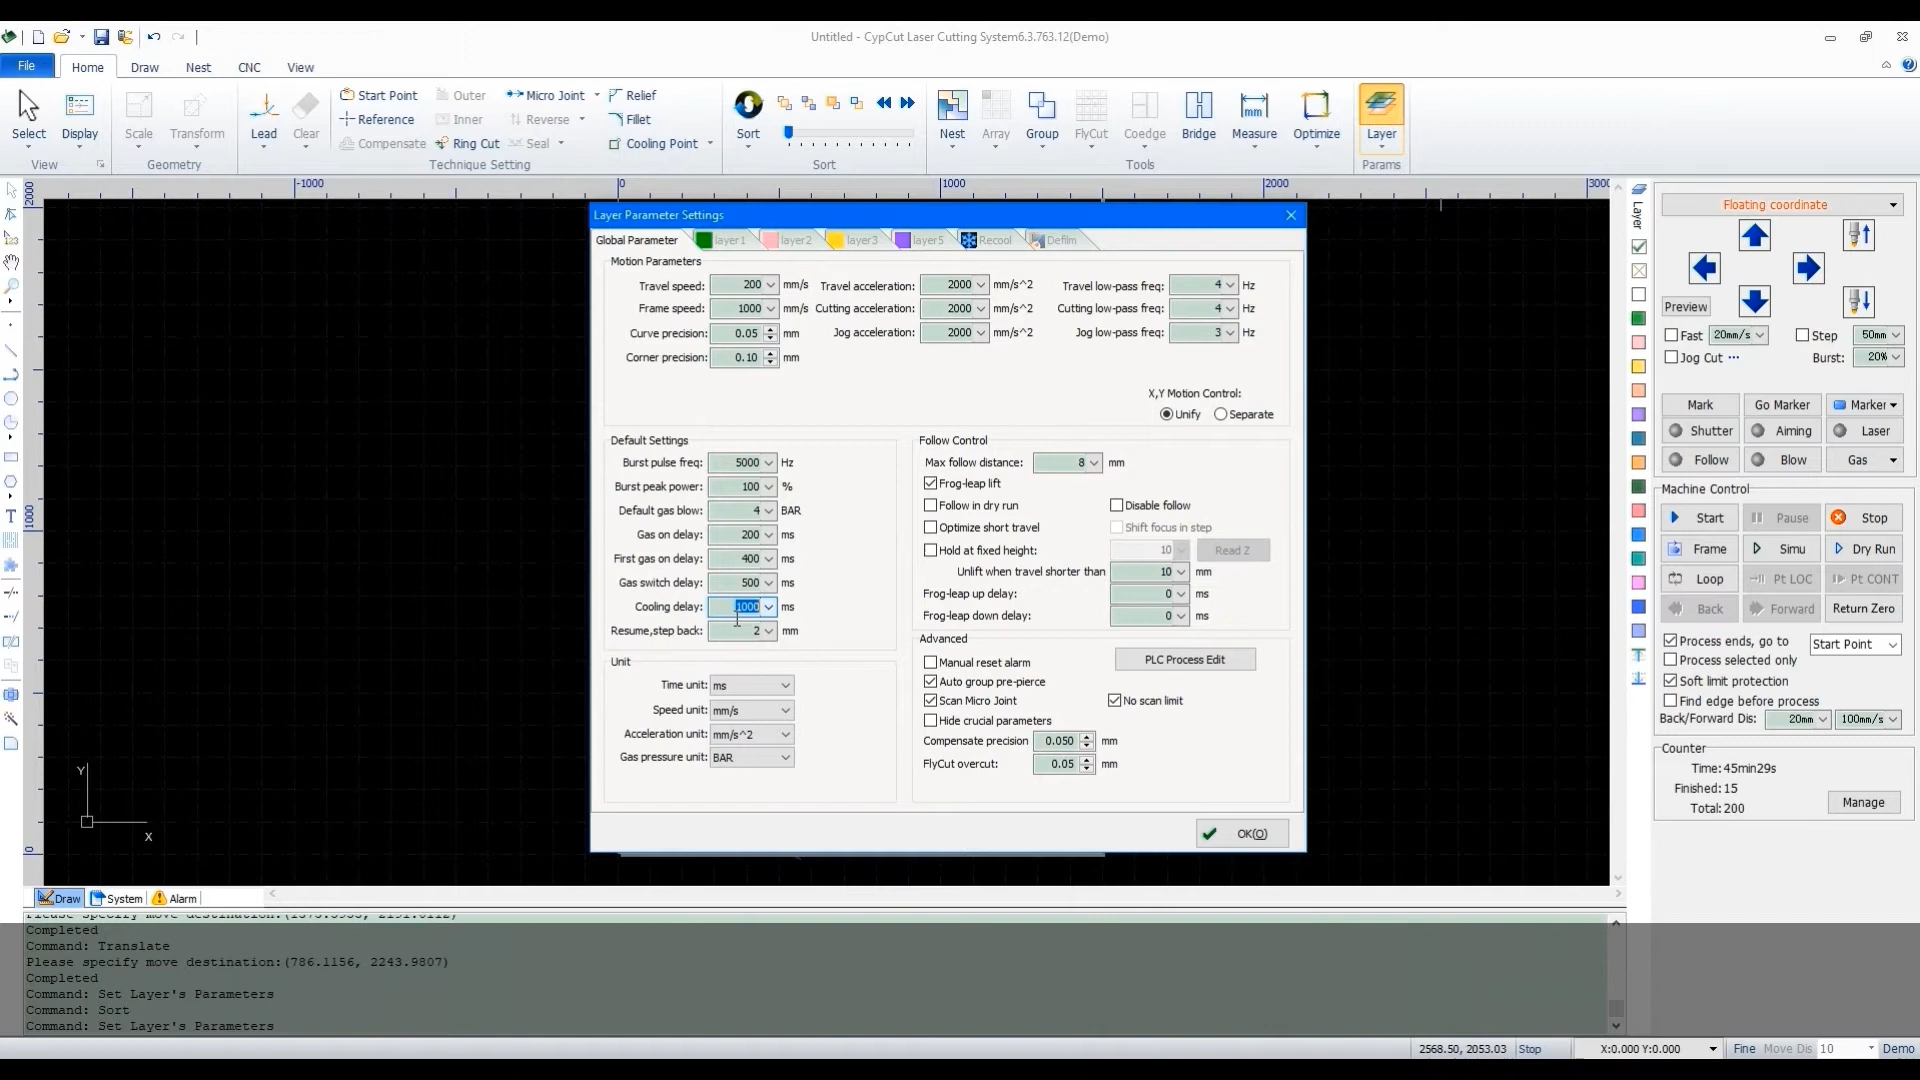 Untitled - CypCut Laser Cutting System6.3.763.12(Demo)
File Home Draw Nest CNC View
Start Point Outer Micro Joint Relief
Reference Inner Reverse Fillet
Compensate Ring Cut Seal Cooling Point
Select Display Scale Transform Lead Clear Sort Nest Array Group FlyCut Coedge Bridge Measure Optimize Layer
View Geometry Technique Setting Sort Tools Params
-1000 0 1000 2000 3000
2000
1000
0
Layer Parameter Settings
Global Parameter layer1 layer2 layer3 layer5 Recool Defilm
Motion Parameters
Travel speed: 200 mm/s Travel acceleration: 2000 mm/s^2 Travel low-pass freq: 4 Hz
Frame speed: 1000 mm/s Cutting acceleration: 2000 mm/s^2 Cutting low-pass freq: 4 Hz
Curve precision: 0.05 mm Jog acceleration: 2000 mm/s^2 Jog low-pass freq: 3 Hz
Corner precision: 0.10 mm
X,Y Motion Control:
Unify Separate
Default Settings
Burst pulse freq: 5000 Hz
Burst peak power: 100 %
Default gas blow: 4 BAR
Gas on delay: 200 ms
First gas on delay: 400 ms
Gas switch delay: 500 ms
Cooling delay: 1000 ms
Resume,step back: 2 mm
Unit
Time unit: ms
Speed unit: mm/s
Acceleration unit: mm/s^2
Gas pressure unit: BAR
Follow Control
Max follow distance: 8 mm
Frog-leap lift
Follow in dry run Disable follow
Optimize short travel Shift focus in step
Hold at fixed height: 10 Read Z
Unlift when travel shorter than 10 mm
Frog-leap up delay: 0 ms
Frog-leap down delay: 0 ms
Advanced
Manual reset alarm PLC Process Edit
Auto group pre-pierce
Scan Micro Joint No scan limit
Hide crucial parameters
Compensate precision 0.050 mm
FlyCut overcut: 0.05 mm
OK(O)
Y
X
Layer
Floating coordinate
Preview
Fast 20mm/s Step 50mm
Jog Cut ... Burst: 20%
Mark Go Marker Marker
Shutter Aiming Laser
Follow Blow Gas
Machine Control
Start Pause Stop
Frame Simu Dry Run
Loop Pt LOC Pt CONT
Back Forward Return Zero
Process ends, go to Start Point
Process selected only
Soft limit protection
Find edge before process
Back/Forward Dis: 20mm 100mm/s
Counter
Time:45min29s
Finished:15
Total:200 Manage
Draw System Alarm
Completed
Command: Translate
Please specify move destination:(786.1156, 2243.9807)
Completed
Command: Set Layer's Parameters
Command: Sort
Command: Set Layer's Parameters
2568.50, 2053.03 Stop X:0.000 Y:0.000 Fine Move Dis 10 Demo